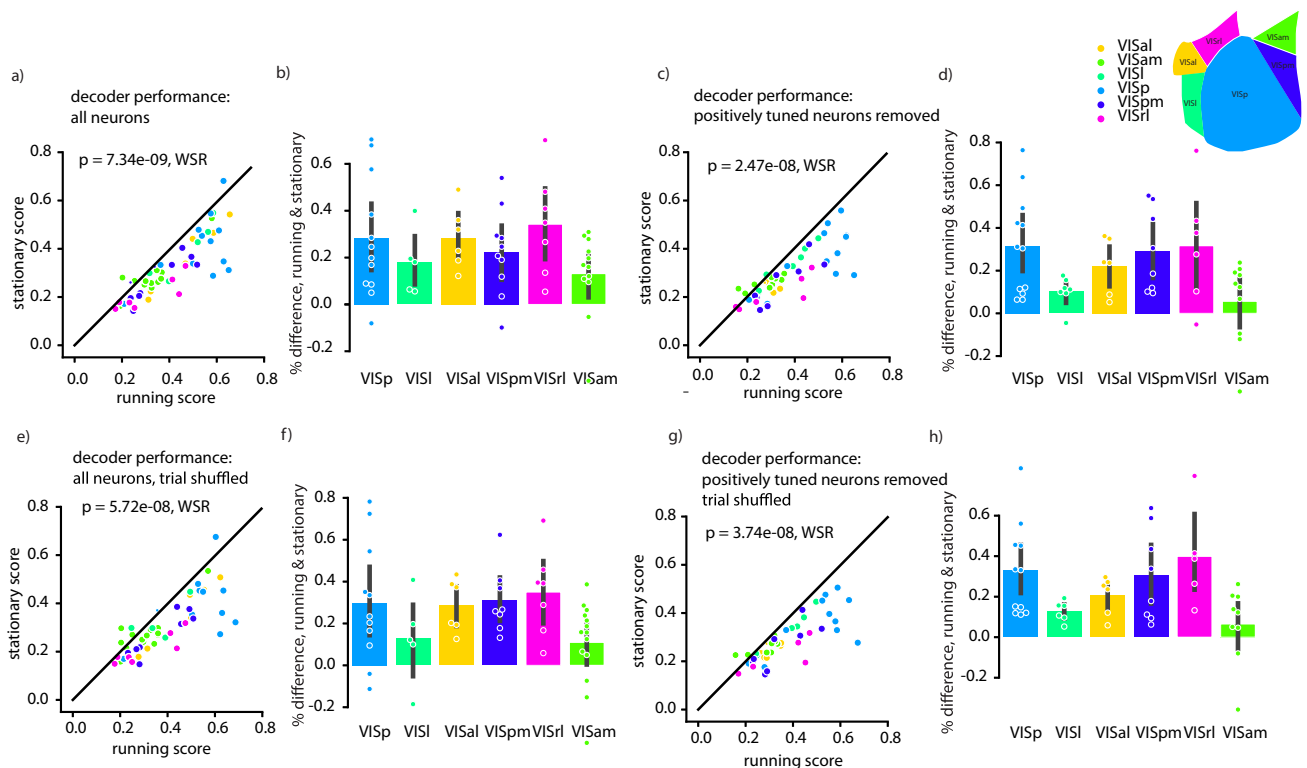 a)
decoder performance:
all neurons
p = 7.34e-09, WSR
stationary score
0.8
0.6
0.4
0.2
0.0
0.0 0.2 0.4 0.6 0.8
running score
b)
% difference, running & stationary
0.6
0.4
0.2
0.0
-0.2
VISp VISl VISal VISpm VISrl VISam
c)
decoder performance:
positively tuned neurons removed
p = 2.47e-08, WSR
stationary score
0.8
0.6
0.4
0.2
0.0
0.0 0.2 0.4 0.6 0.8
running score
d)
% difference, running & stationary
0.8
0.6
0.4
0.2
0.0
-0.2
VISp VISl VISal VISpm VISrl VISam
VISal
VISam
VISl
VISp
VISpm
VISrl
VISrl
VISam
VISal
VISp
VISl
e)
decoder performance:
all neurons, trial shuffled
p = 5.72e-08, WSR
stationary score
0.8
0.6
0.4
0.2
0.0
0.0 0.2 0.4 0.6 0.8
running score
f)
% difference, running & stationary
0.8
0.6
0.4
0.2
0.0
-0.2
VISp VISl VISal VISpm VISrl VISam
g)
decoder performance:
positively tuned neurons removed
trial shuffled
p = 3.74e-08, WSR
stationary score
0.8
0.6
0.4
0.2
0.0
0.0 0.2 0.4 0.6 0.8
running score
h)
% difference, running & stationary
0.6
0.4
0.2
0.0
-0.2
VISp VISl VISal VISpm VISrl VISam